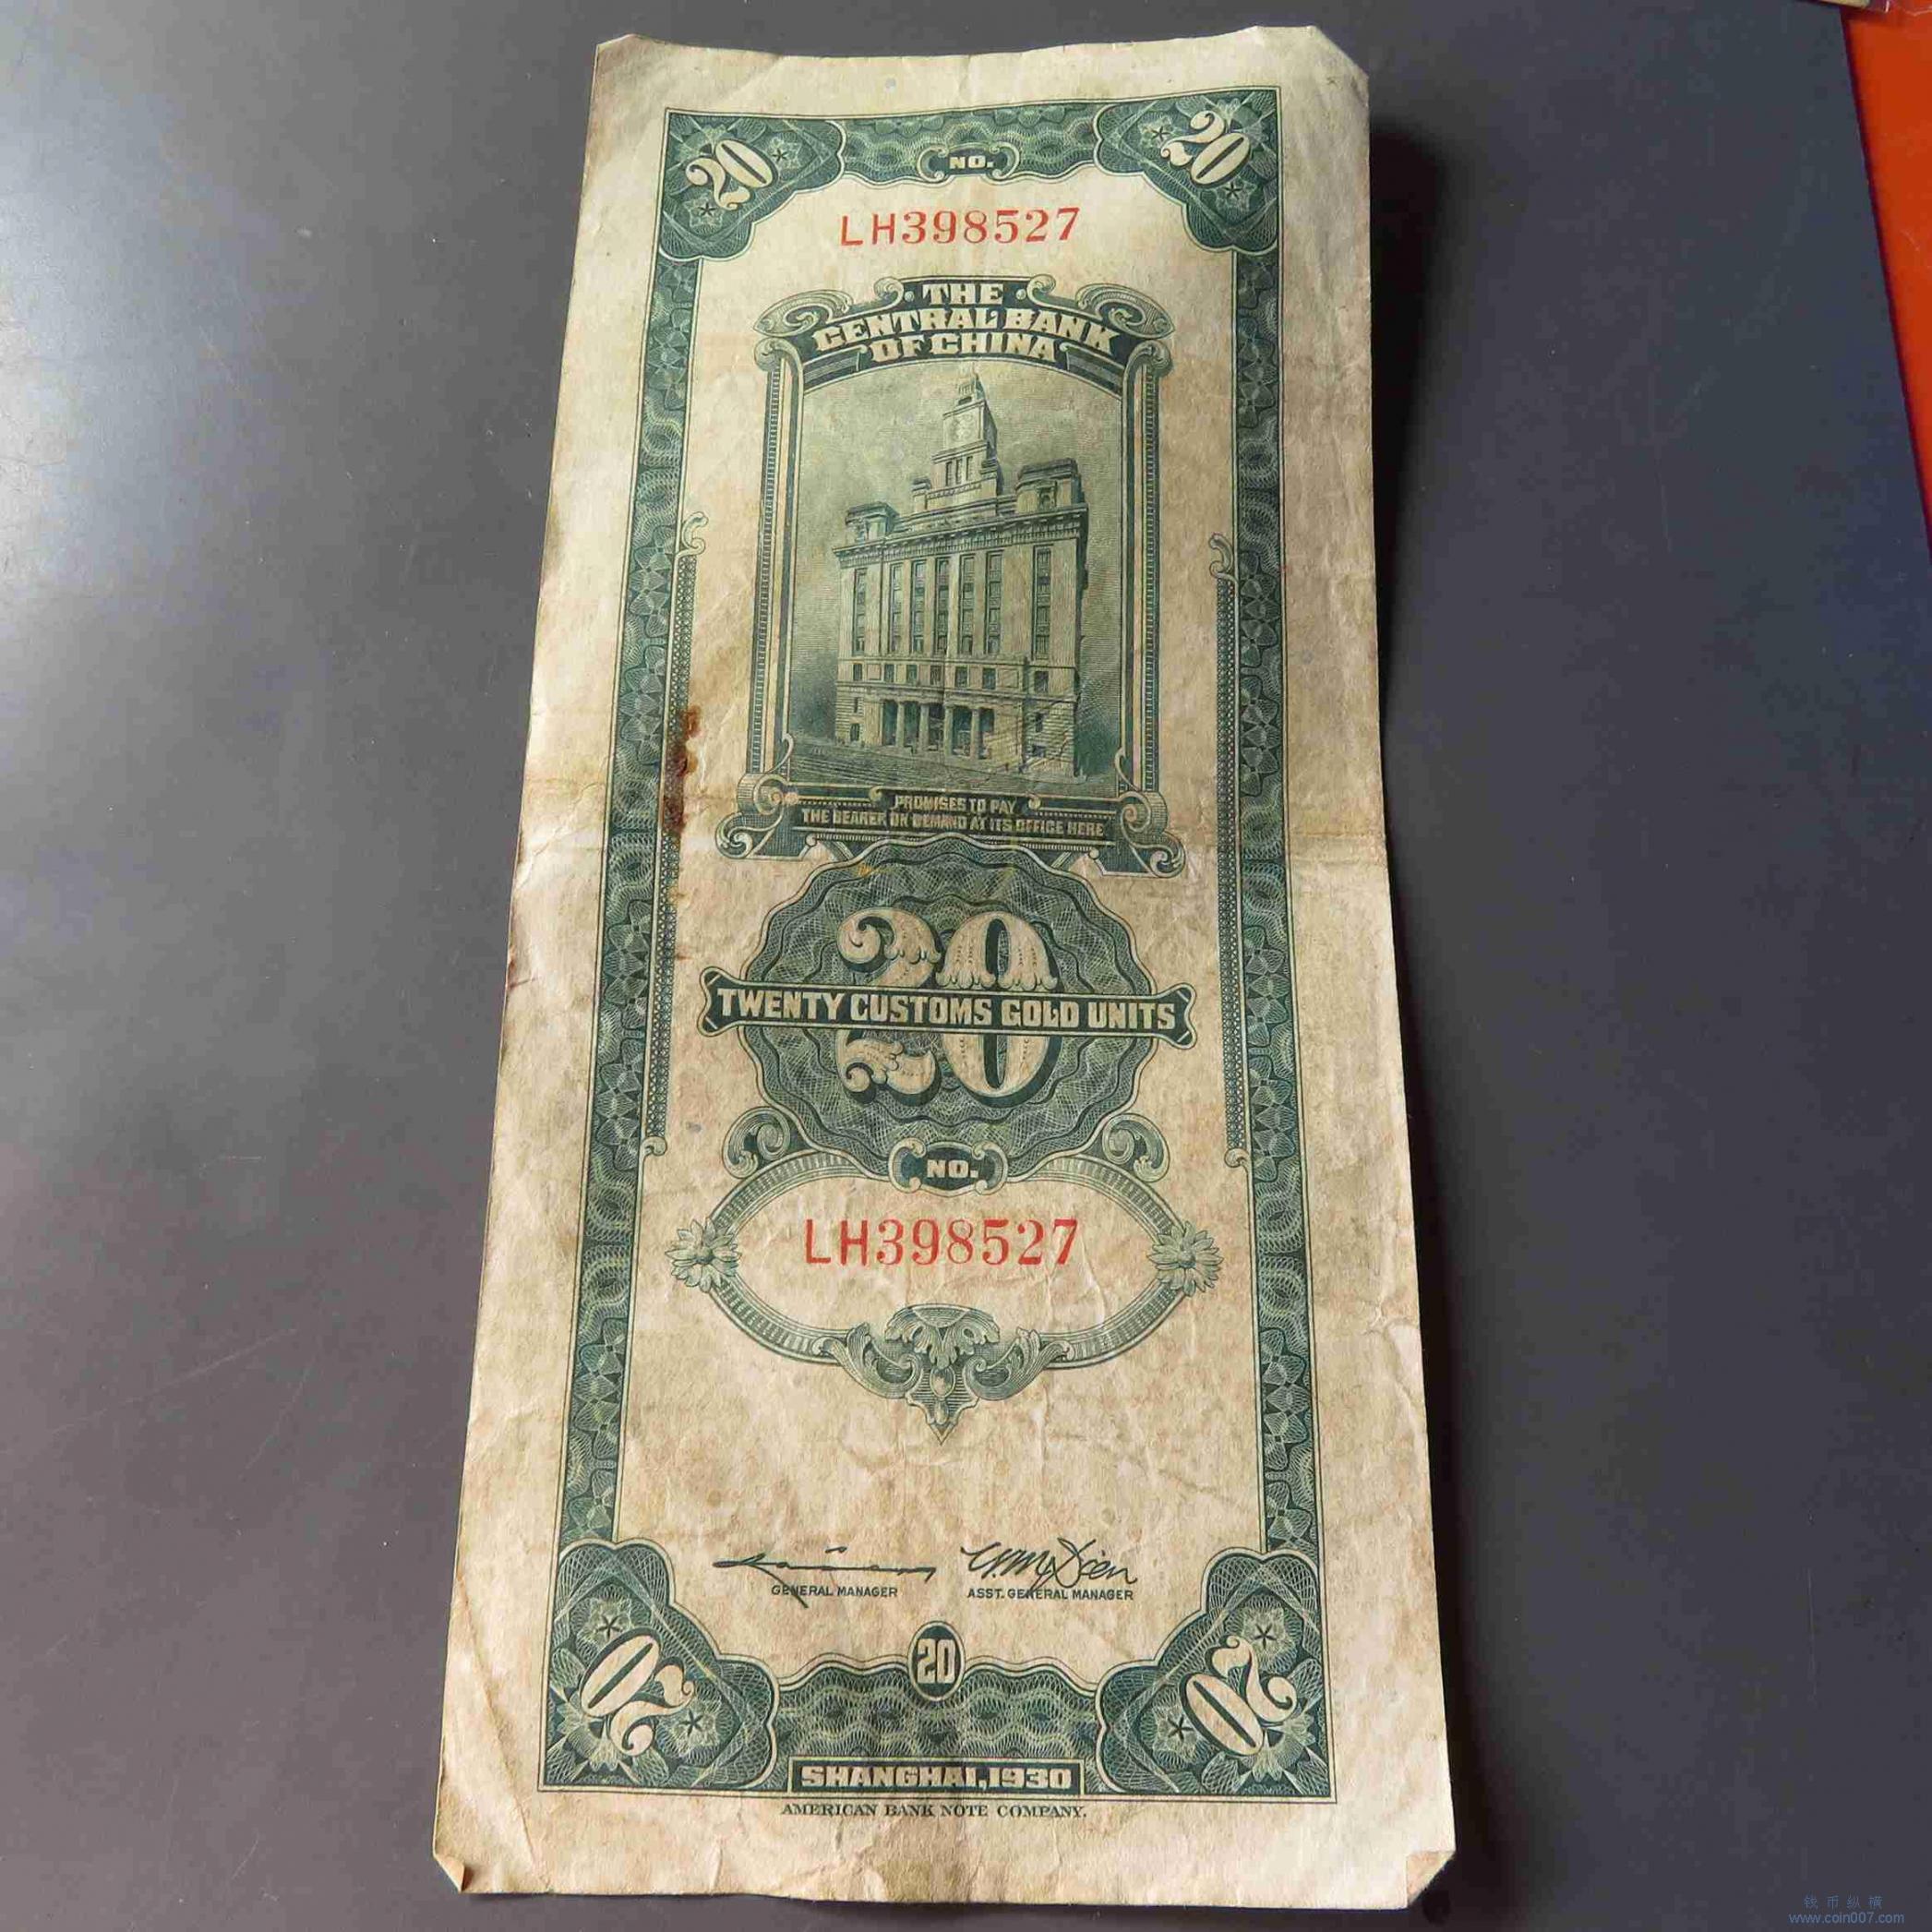 20
NO.
20
LH398527
THE
CENTRAL BANK
OF CHINA
PROMISES TO PAY
THE BEARER ON DEMAND AT ITS OFFICE HERE
20
TWENTY CUSTOMS GOLD UNITS
NO.
LH398527
GENERAL MANAGER
ASST. GENERAL MANAGER
20
20
20
SHANGHAI, 1930
AMERICAN BANK NOTE COMPANY.
钱币纵横
www.coin007.com